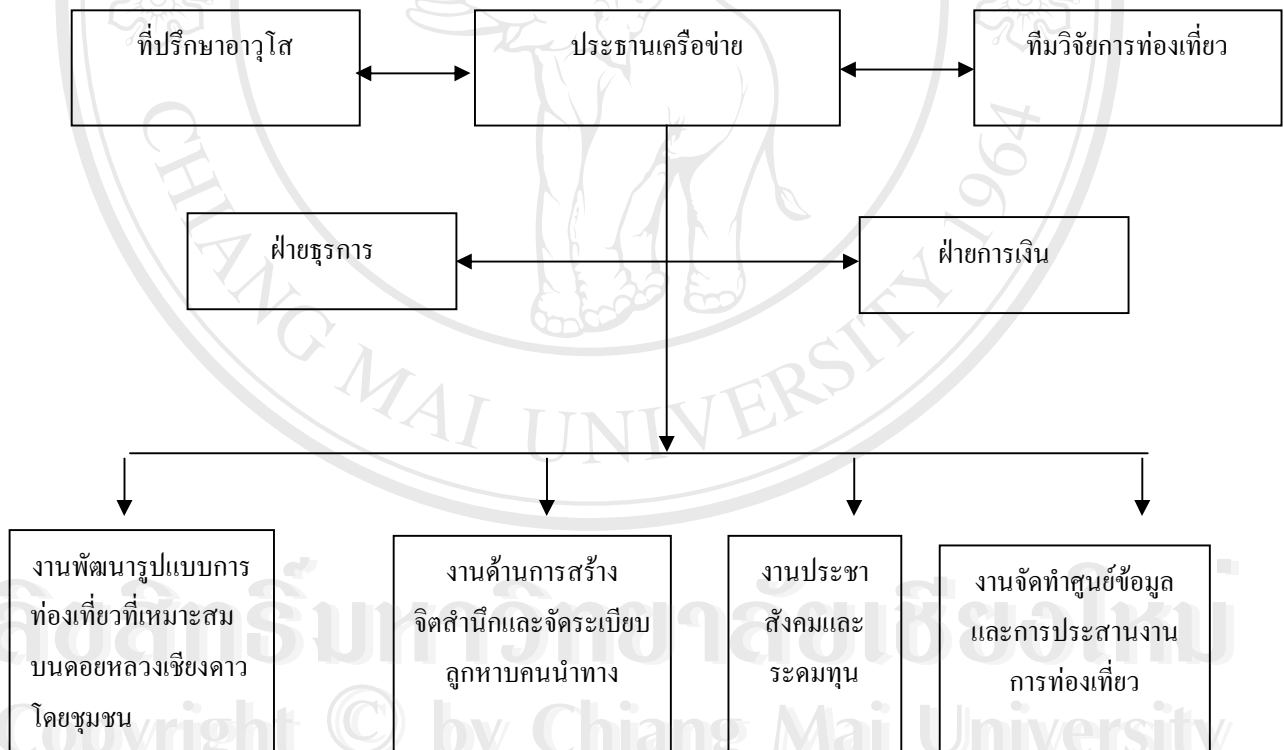 ที่ปรึกษาอาวุโส
ประธานเครือข่าย
ทีมวิจัยการท่องเที่ยว
ฝ่ายธุรการ
ฝ่ายการเงิน
งานพัฒนารูปแบบการ
ท่องเที่ยวที่เหมาะสม
บนดอยหลวงเชียงดาว
โดยชุมชน
งานด้านการสร้าง
จิตสำนึกและจัดระเบียบ
ลูกหาบคนนำทาง
งานประชา
สังคมและ
ระดมทุน
งานจัดทำศูนย์ข้อมูล
และการประสานงาน
การท่องเที่ยว
CHIANG MAI UNIVERSITY 1964
ลิขสิทธิ์มหาวิทยาลัยเชียงใหม่
Copyright © by Chiang Mai University